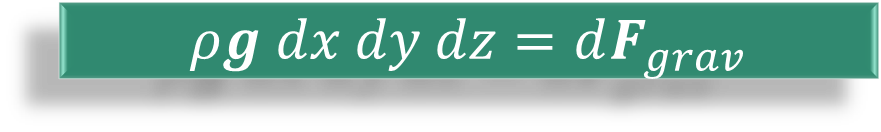 ρg dx dy dz = dF_grav